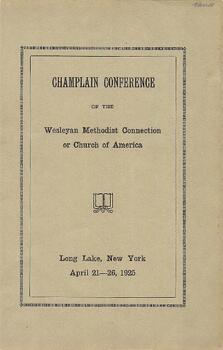 CHAMPLAIN CONFERENCE
OF THE
Wesleyan Methodist Connection
or Church of America
Long Lake, New York
April 21—26, 1925